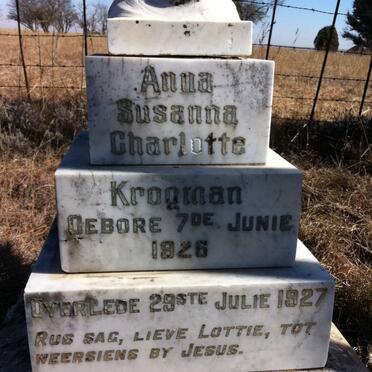 Anna
Susanna
Charlotte
Krogman
GEBORE 7DE JUNIE
1926
OVERLEDE 29STE JULIE 1927
RUS SAG, LIEVE LOTTIE, TOT
WEERSIENS BY JESUS.